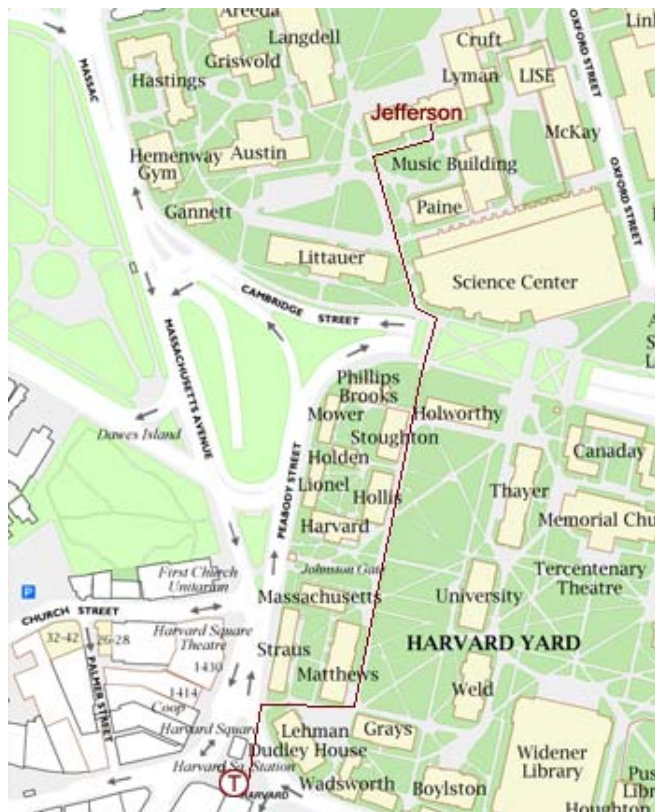 Areeda
Langdell
Griswold
Hastings
MASSAC
Cruft
Lyman
LISE
OXFORD STREET
McKay
Jefferson
Hemenway
Gym
Austin
Music Building
OXFORD STREET
Gannett
Paine
Littauer
Science Center
CAMBRIDGE STREET
MASSACHUSETTS AVENUE
Phillips
Brooks
Mower
Holworthy
Stoughton
Dawes Island
Holden
Canaday
Lionel
Hollis
Thayer
PEABODY STREET
Harvard
Memorial Chu
Johnston Gate
First Church
Unitarian
Tercentenary
Theatre
Massachusetts
University
CHURCH STREET
32-42
26-28
Harvard Square
Theatre
1430
PALMER STREET
Straus
HARVARD YARD
Matthews
Weld
1414
Coop
Harvard Square
Lehman
Dudley House
Grays
Harvard Sq. Station
T
HARVARD
Wadsworth
Boylston
Widener
Library
Houghton